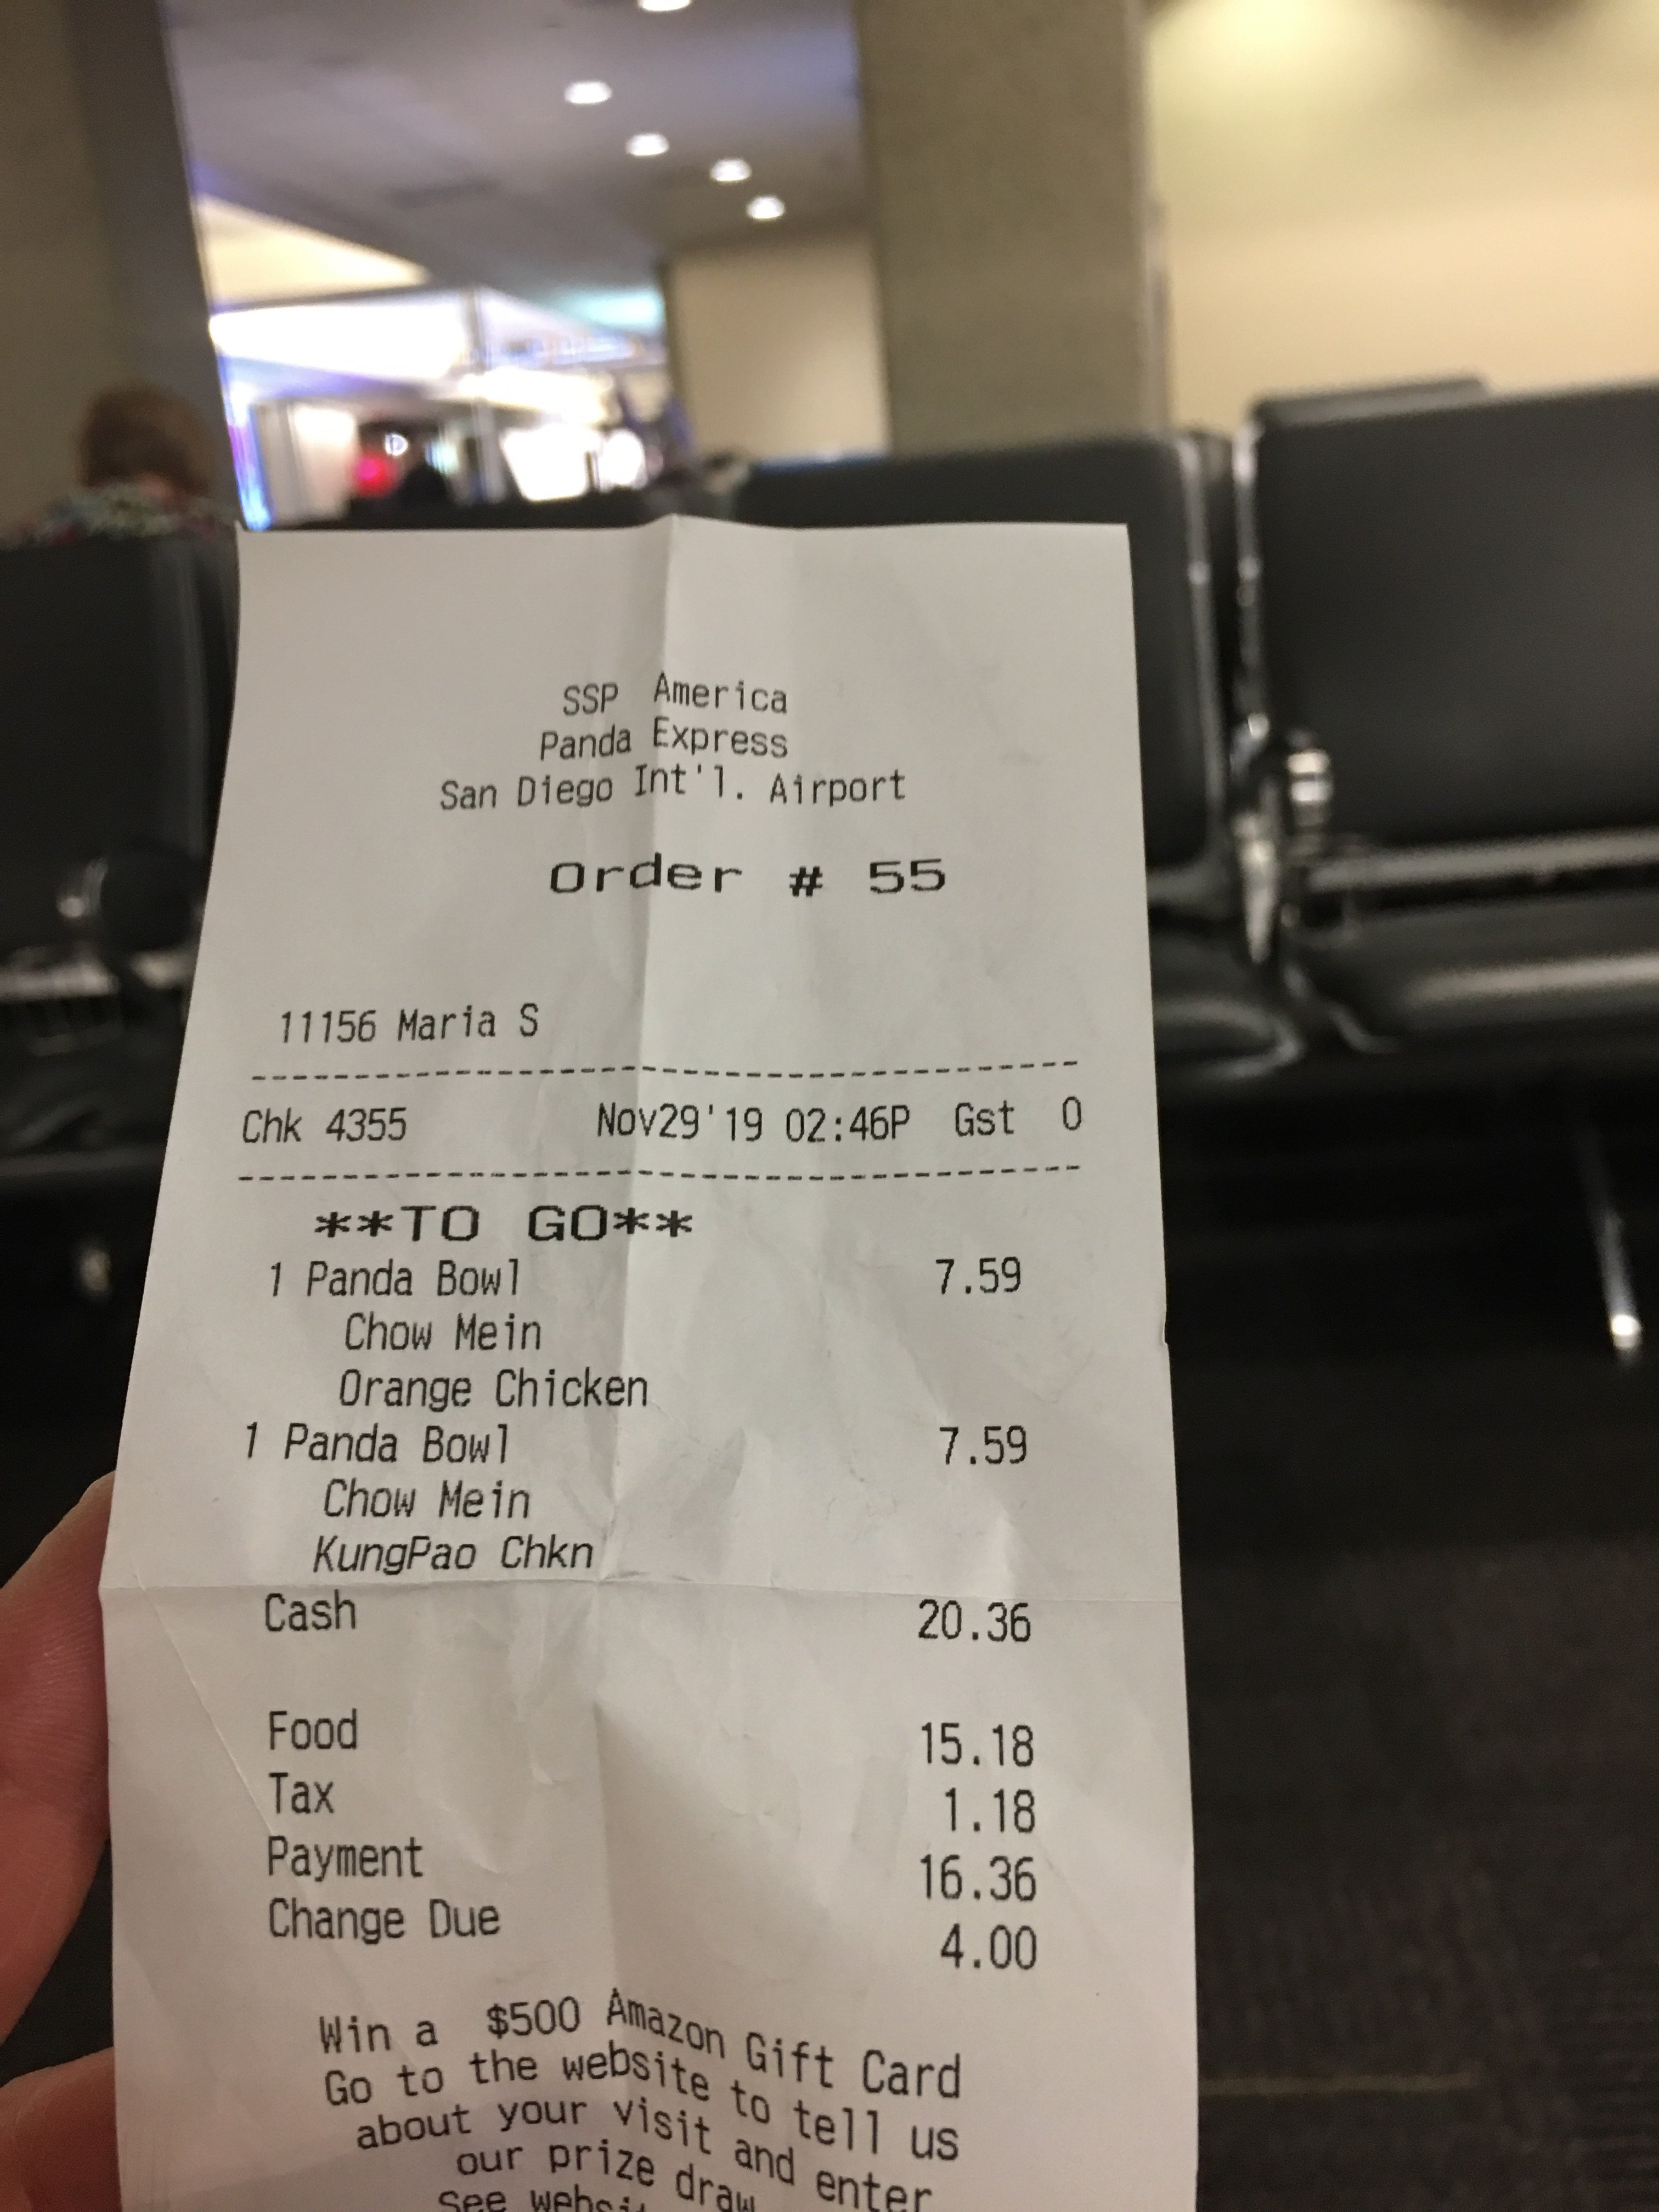 SSP America
Panda Express
San Diego Int'l. Airport
Order # 55
11156 Maria S
--------------------------------------
Chk 4355 Nov29'19 02:46P Gst 0
--------------------------------------
**TO GO**
1 Panda Bowl 7.59
Chow Mein
Orange Chicken
1 Panda Bowl 7.59
Chow Mein
KungPao Chkn
Cash 20.36
Food 15.18
Tax 1.18
Payment 16.36
Change Due 4.00
Win a $500 Amazon Gift Card
Go to the website to tell us
about your visit and enter
our prize draw
See